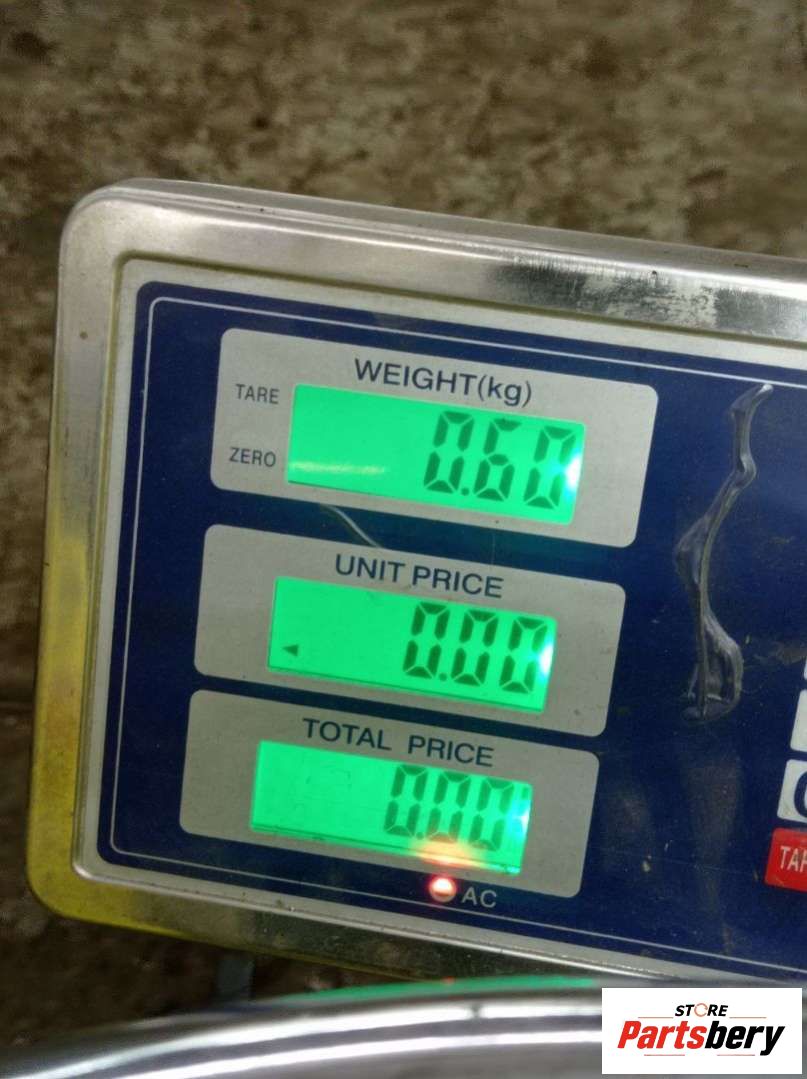 WEIGHT(kg)
TARE
0.60
ZERO
UNIT PRICE
0.00
TOTAL PRICE
0.00
AC
STORE
Partsbery